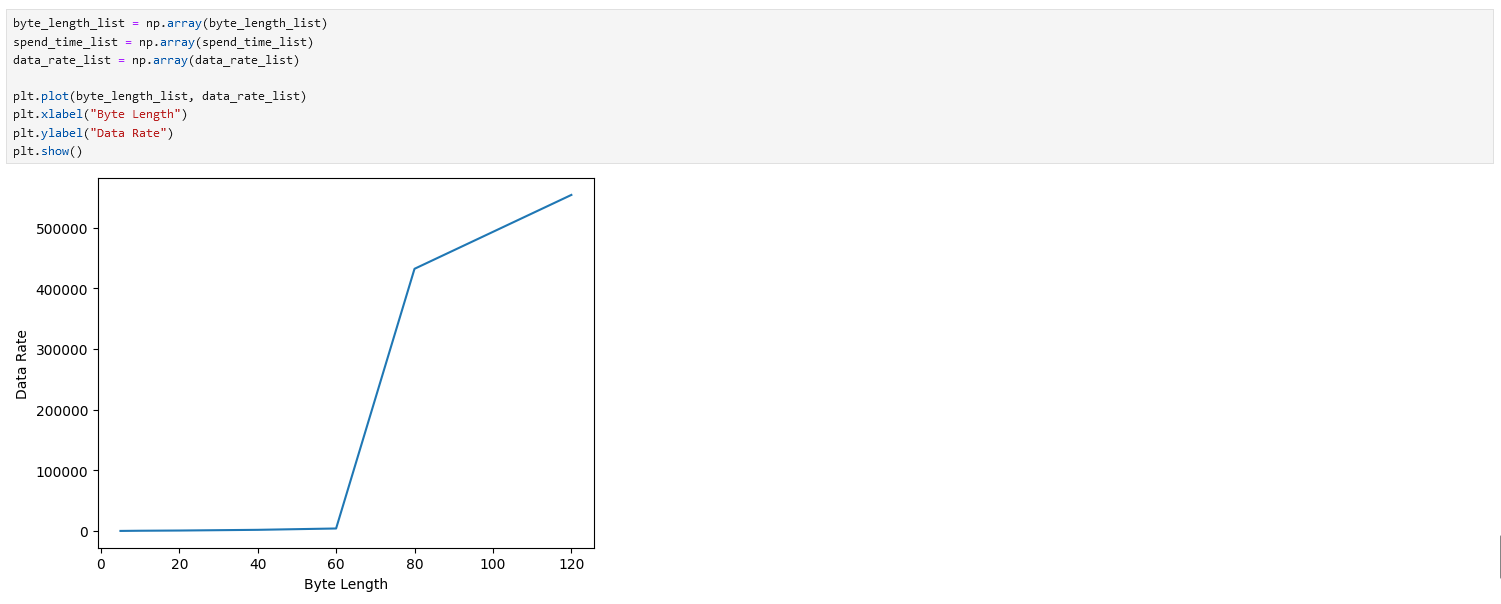 byte_length_list = np.array(byte_length_list)
spend_time_list = np.array(spend_time_list)
data_rate_list = np.array(data_rate_list)
plt.plot(byte_length_list, data_rate_list)
plt.xlabel("Byte Length")
plt.ylabel("Data Rate")
plt.show()
500000
400000
300000
200000
100000
0
Data Rate
0 20 40 60 80 100 120
Byte Length